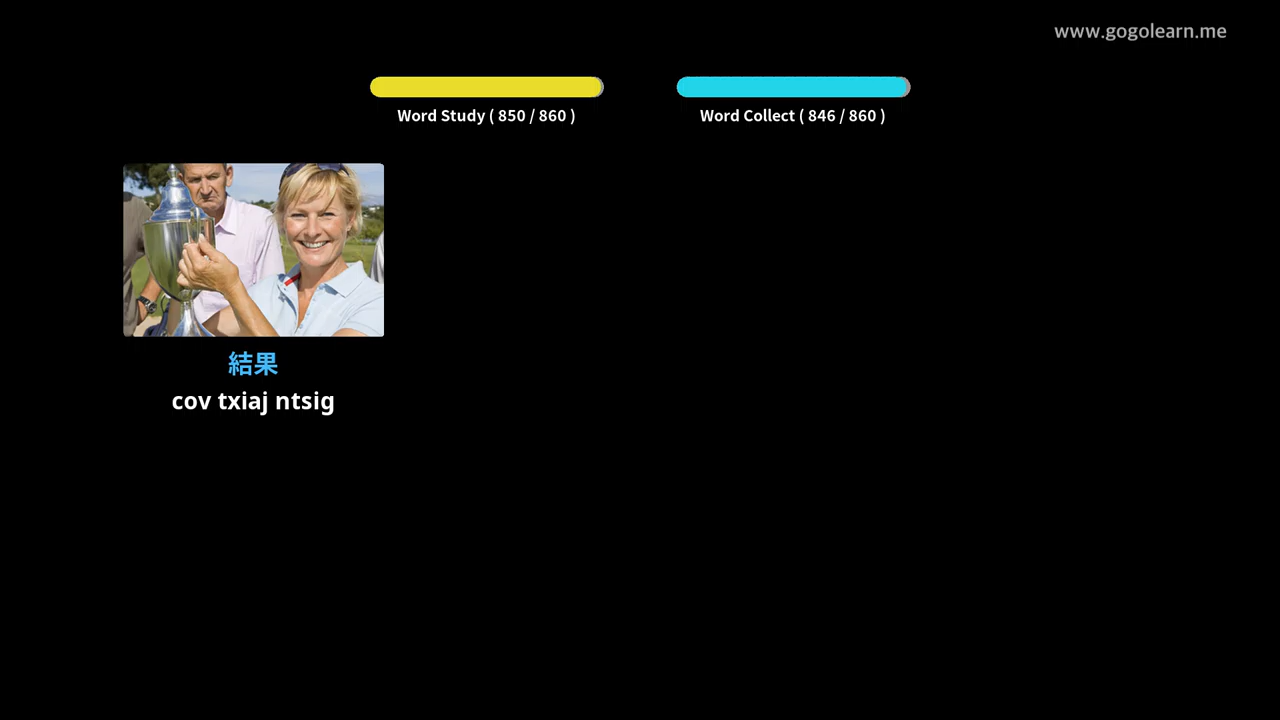 www.gogolearn.me
Word Study ( 850 / 860 )
Word Collect ( 846 / 860 )
結果
cov txiaj ntsig